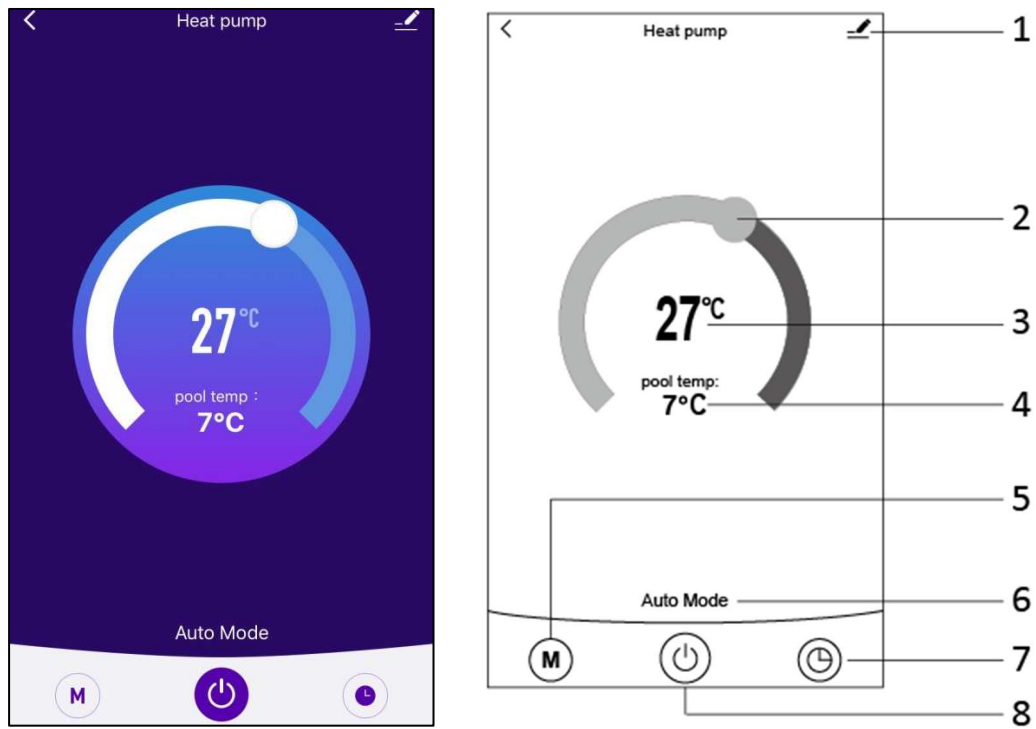 Heat pump
27°C
pool temp :
7°C
Auto Mode
M
Heat pump
1
2
27°C
3
pool temp:
7°C
4
5
Auto Mode
6
M
7
8